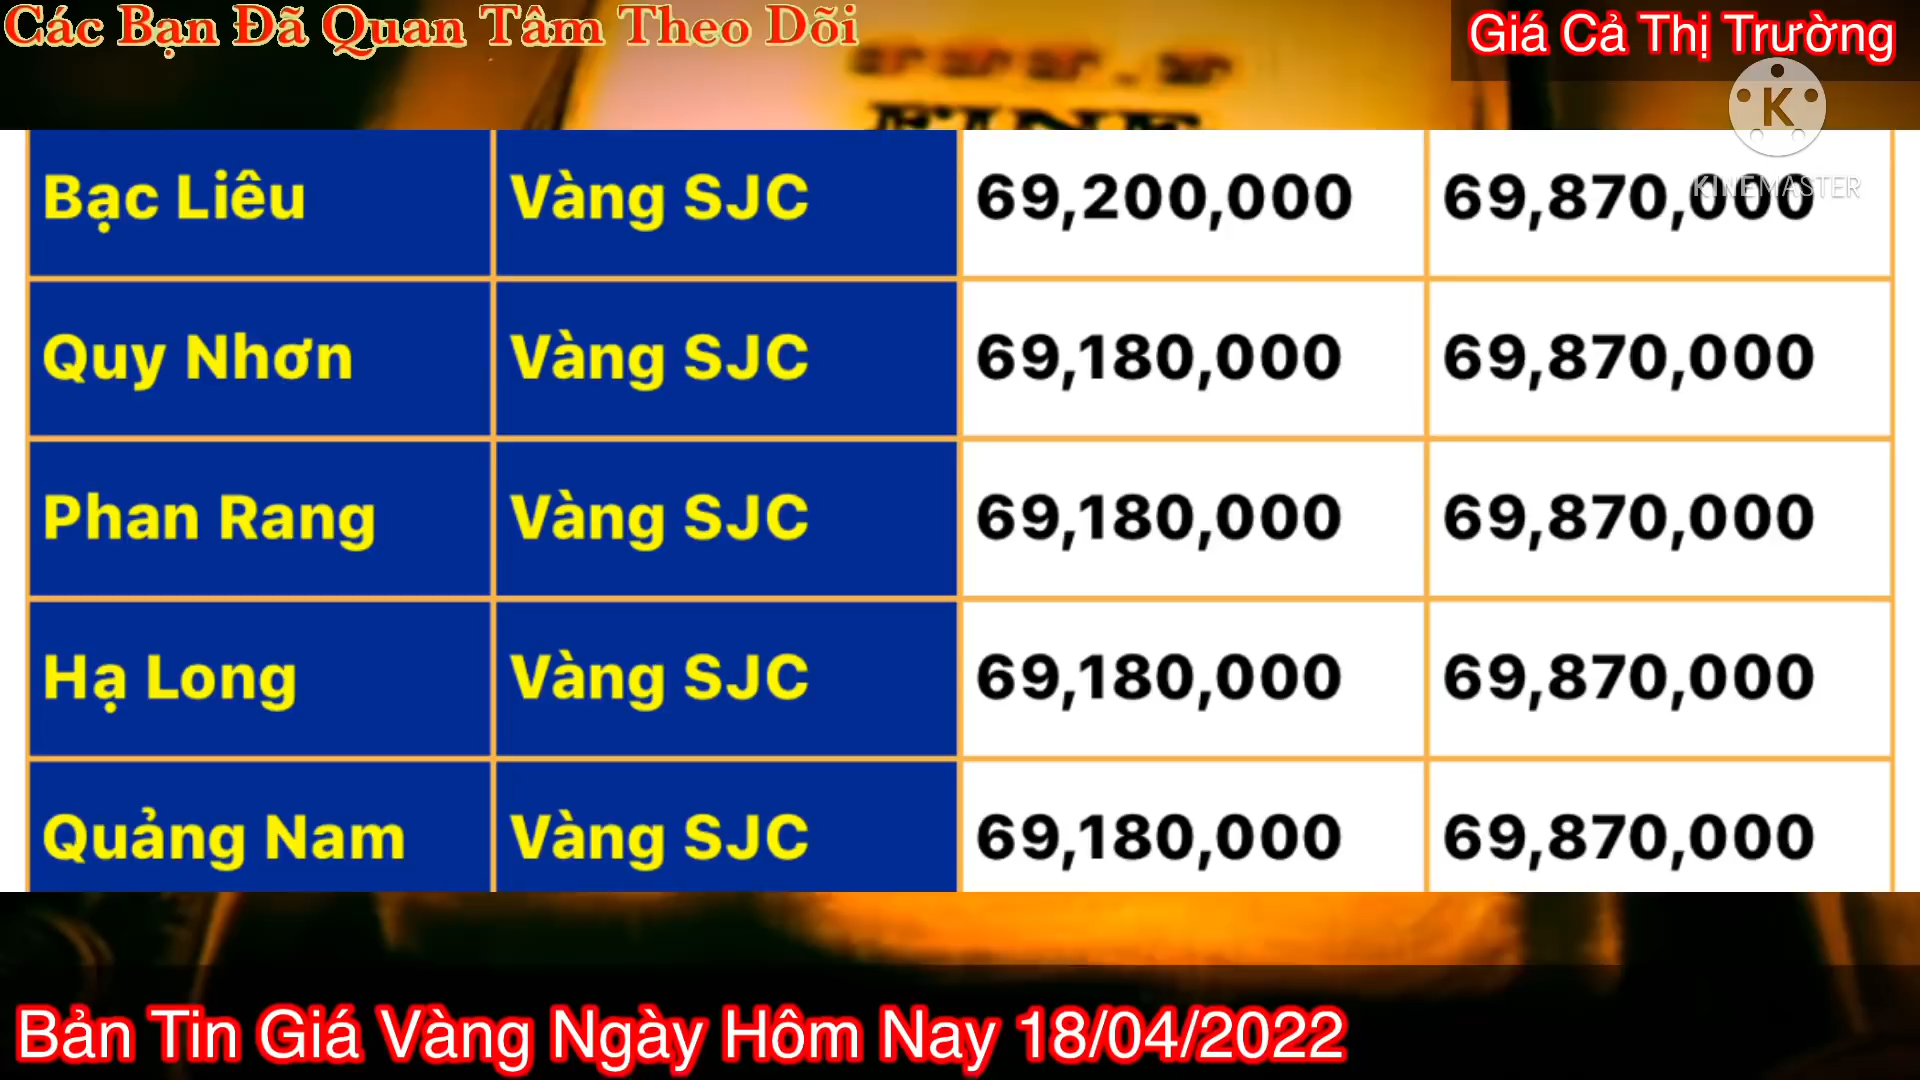 Các Bạn Đã Quan Tâm Theo Dõi
Giá Cả Thị Trường
FINE
K
KINEMASTER
Bạc Liêu Vàng SJC 69,200,000 69,870,000
Quy Nhơn Vàng SJC 69,180,000 69,870,000
Phan Rang Vàng SJC 69,180,000 69,870,000
Hạ Long Vàng SJC 69,180,000 69,870,000
Quảng Nam Vàng SJC 69,180,000 69,870,000
Bản Tin Giá Vàng Ngày Hôm Nay 18/04/2022